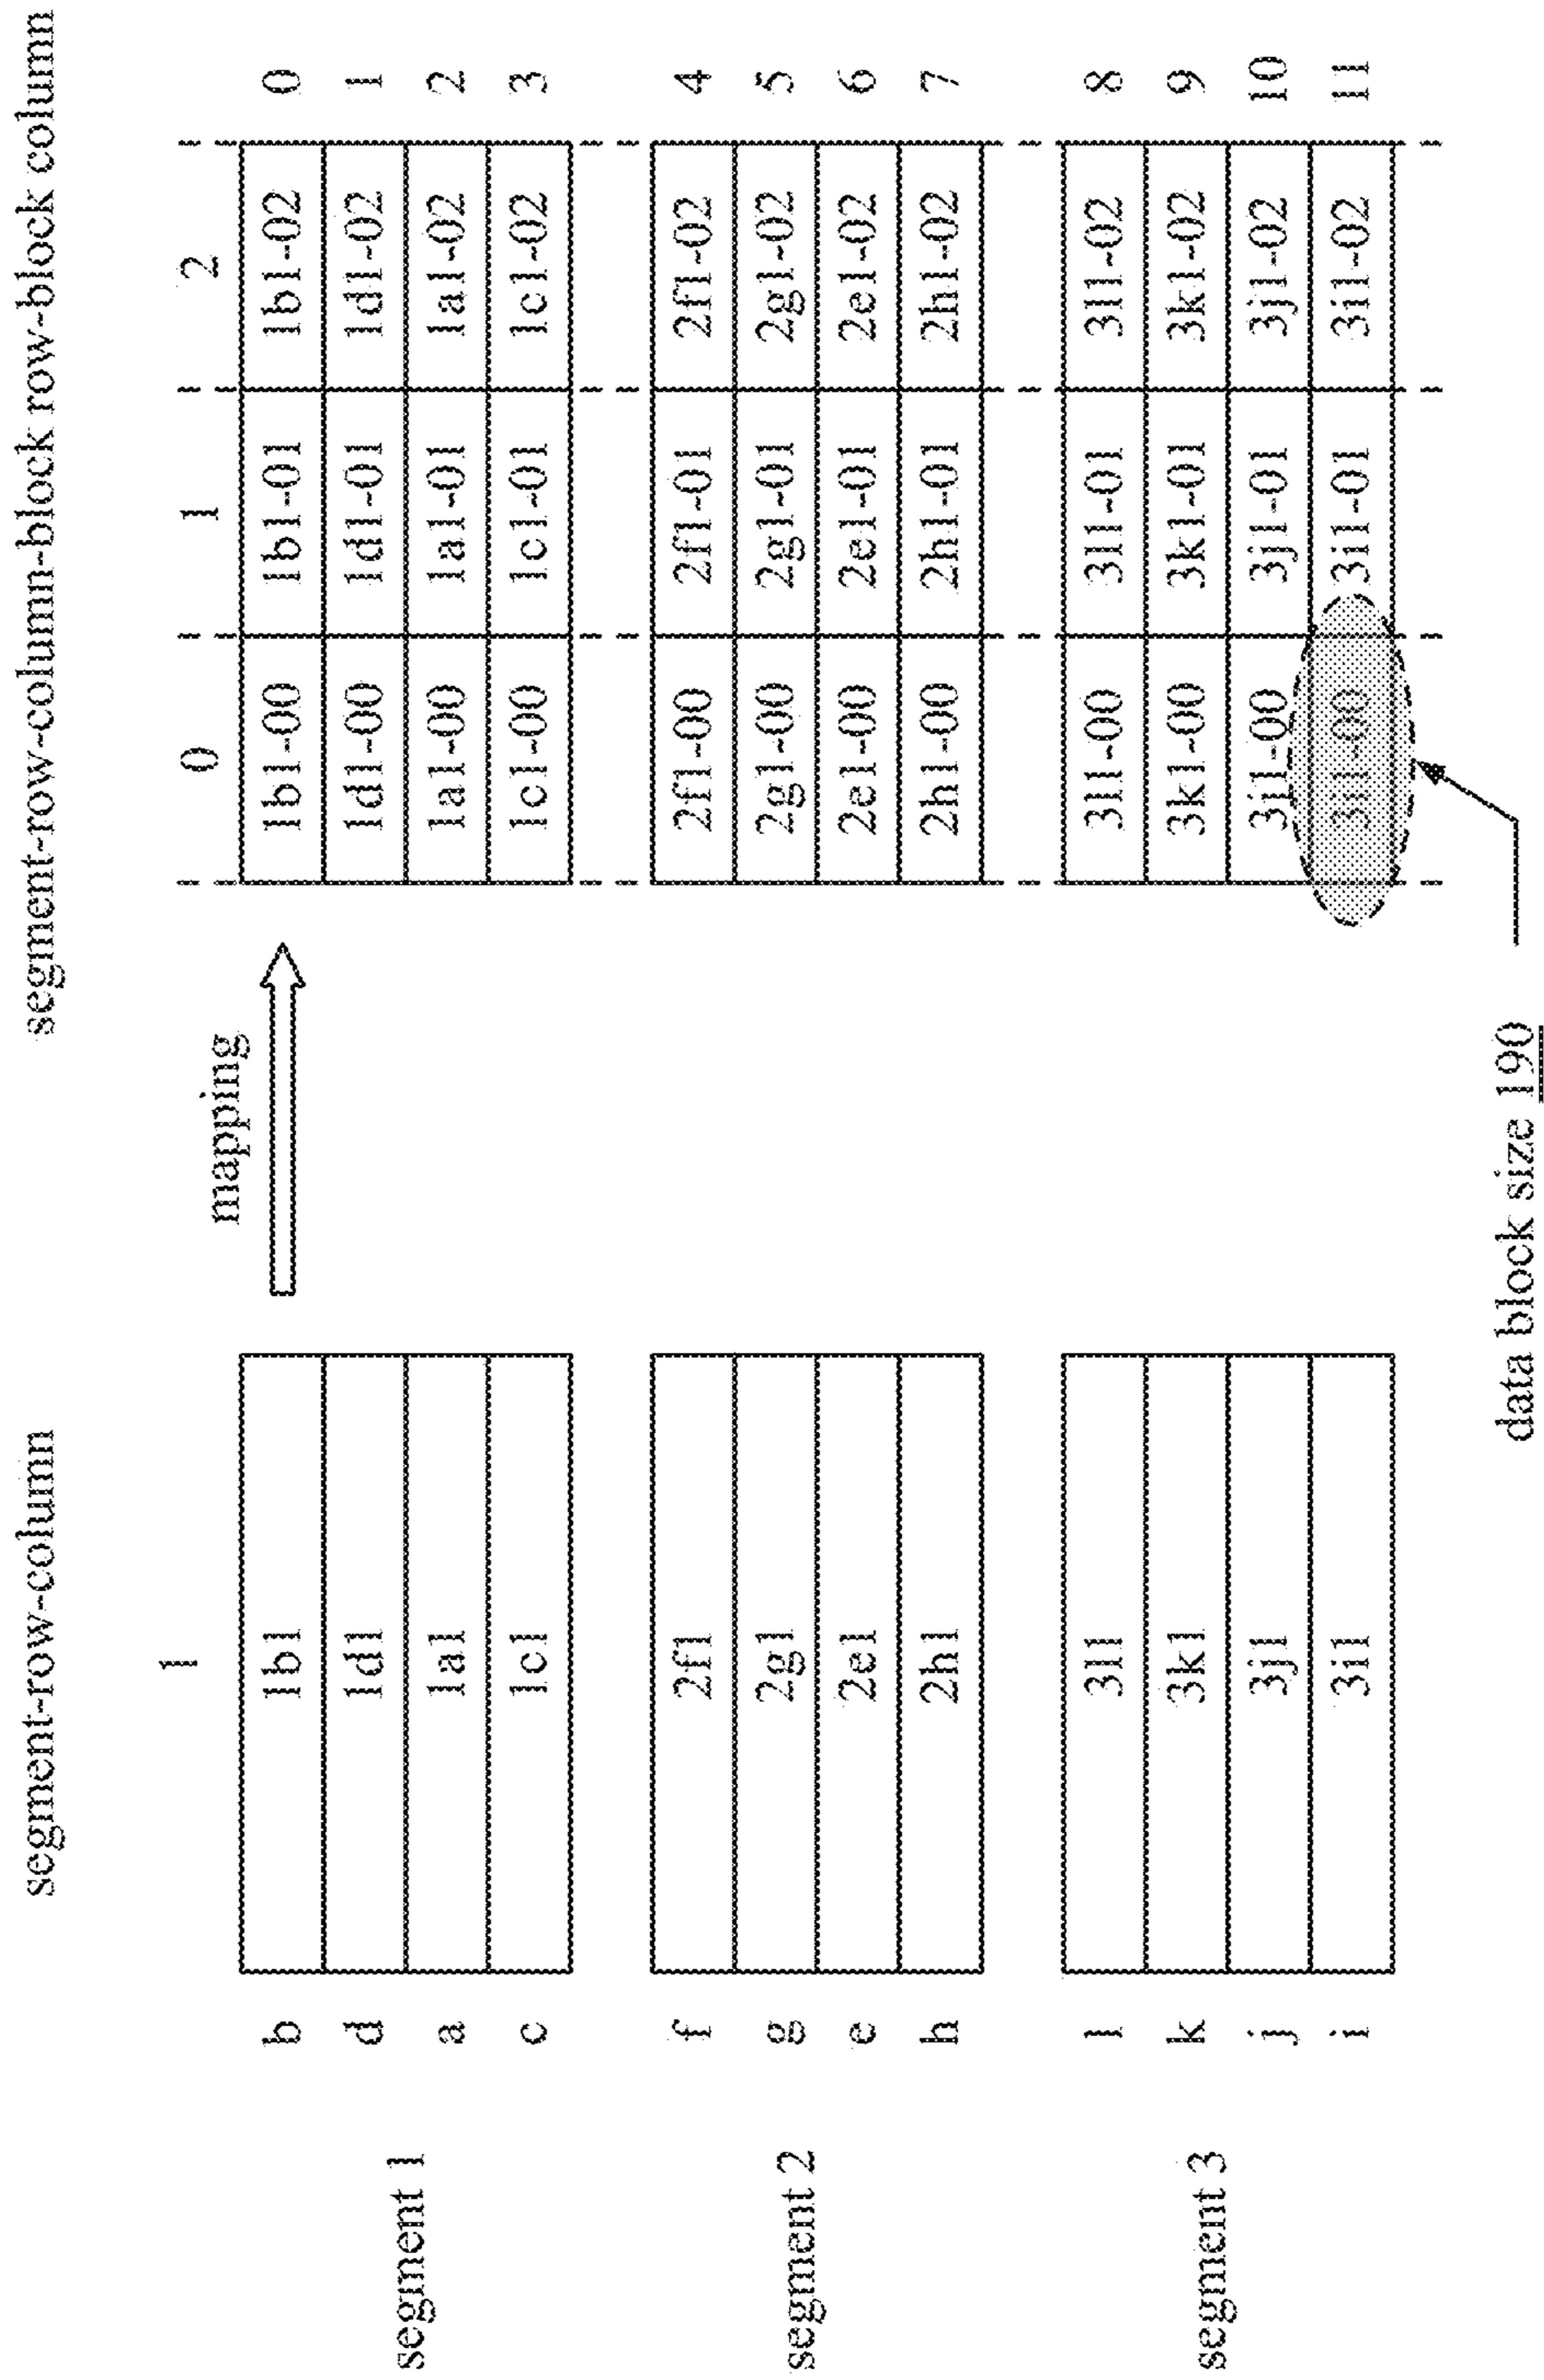 segment-row-column
segment-row-column-block row-block column
1
mapping
0 1 2
segment 1
b 1b1 1b1-00 1b1-01 1b1-02 0
d 1d1 1d1-00 1d1-01 1d1-02 1
a 1a1 1a1-00 1a1-01 1a1-02 2
c 1c1 1c1-00 1c1-01 1c1-02 3
segment 2
f 2f1 2f1-00 2f1-01 2f1-02 4
g 2g1 2g1-00 2g1-01 2g1-02 5
e 2e1 2e1-00 2e1-01 2e1-02 6
h 2h1 2h1-00 2h1-01 2h1-02 7
segment 3
l 3l1 3l1-00 3l1-01 3l1-02 8
k 3k1 3k1-00 3k1-01 3k1-02 9
j 3j1 3j1-00 3j1-01 3j1-02 10
i 3i1 3i1-00 3i1-01 3i1-02 11
data block size 190